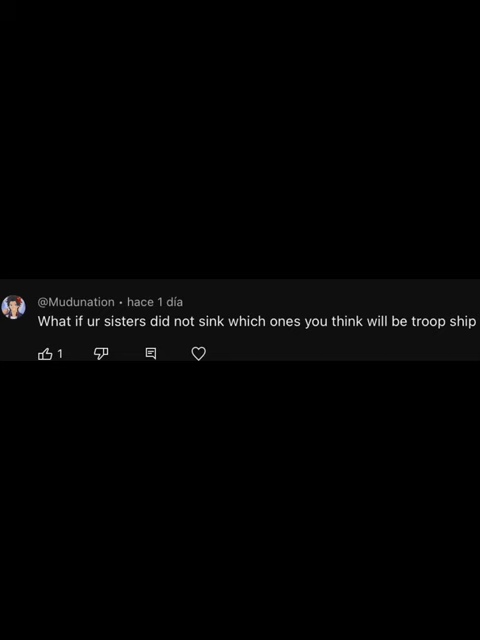 @Mudunation • hace 1 día
What if ur sisters did not sink which ones you think will be troop ship
1